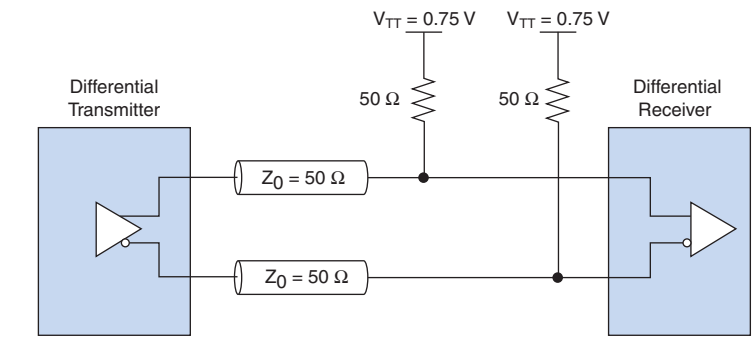 V_TT = 0.75 V
V_TT = 0.75 V
50 Ω
50 Ω
Differential
Transmitter
Differential
Receiver
Z_0 = 50 Ω
Z_0 = 50 Ω